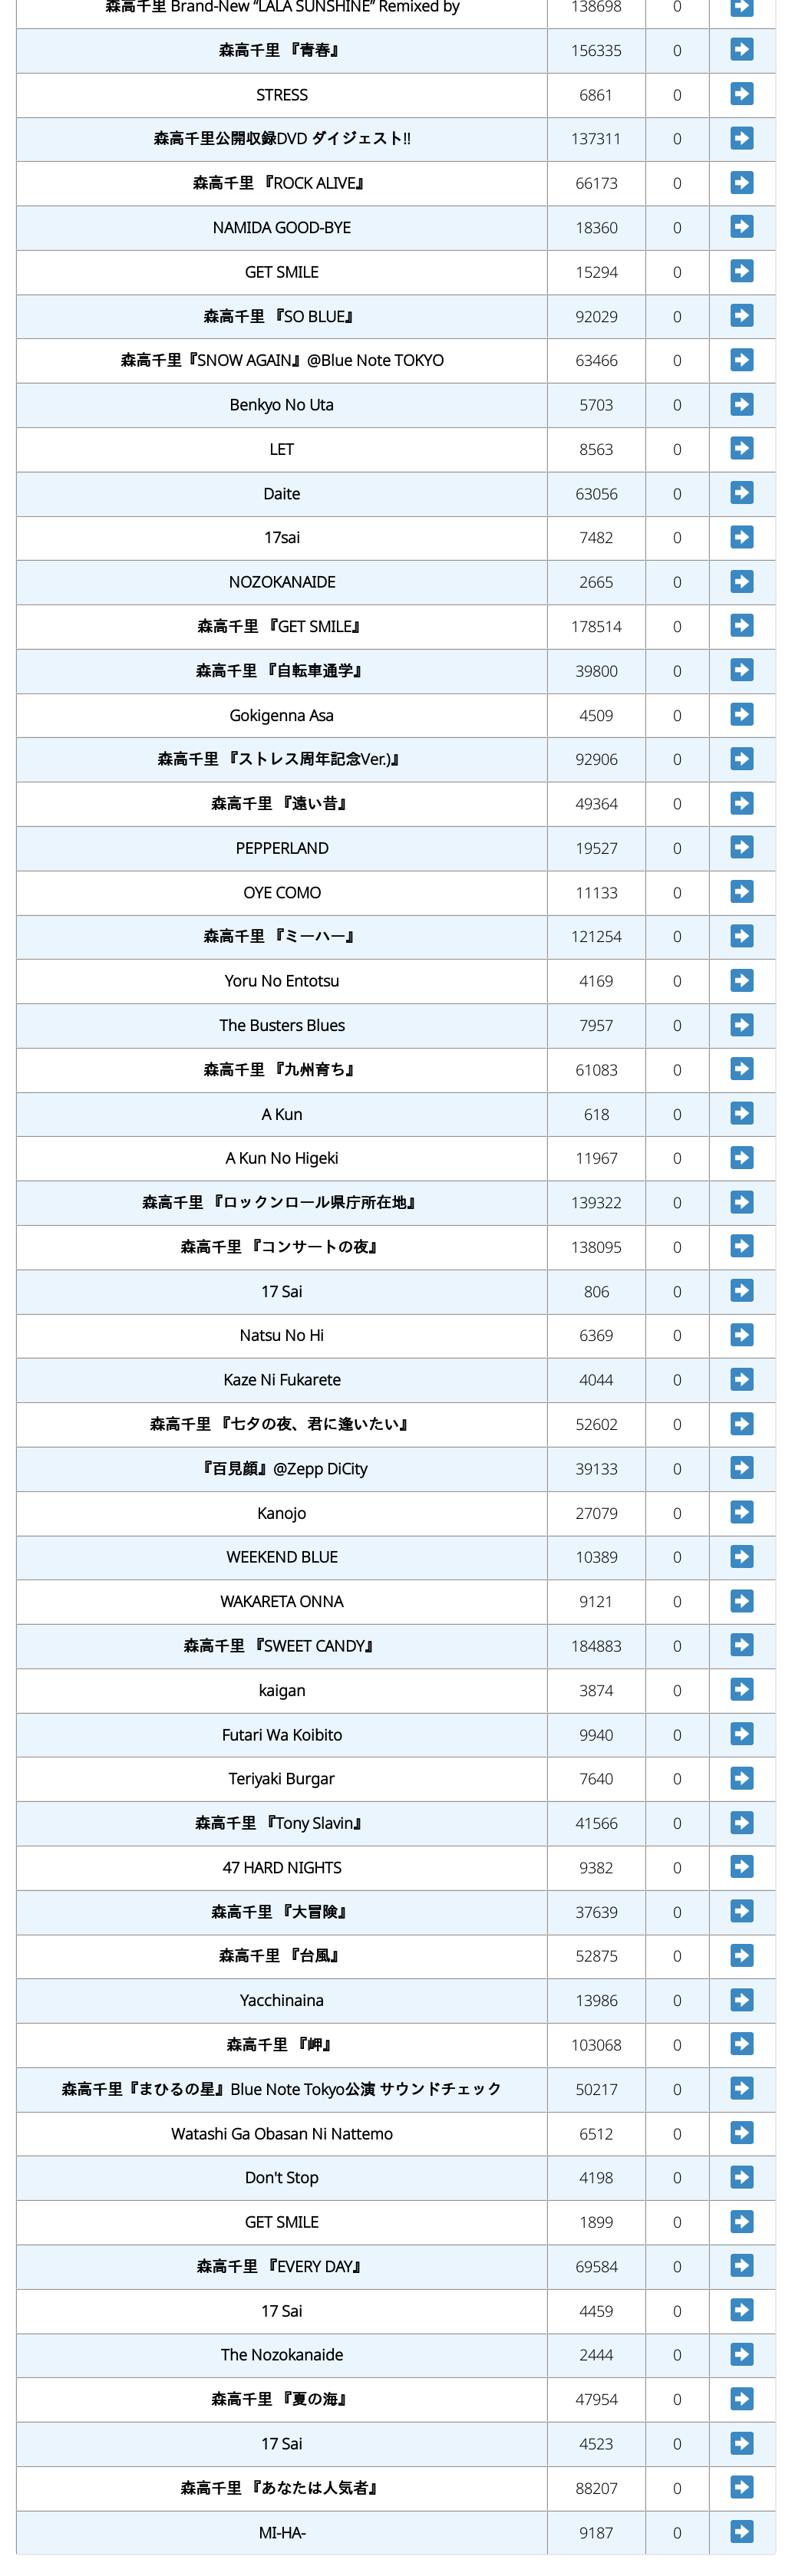 森高千里 Brand-New “LALA SUNSHINE” Remixed by 138698 0
森高千里 『青春』 156335 0
STRESS 6861 0
森高千里公開収録DVD ダイジェスト!! 137311 0
森高千里 『ROCK ALIVE』 66173 0
NAMIDA GOOD-BYE 18360 0
GET SMILE 15294 0
森高千里 『SO BLUE』 92029 0
森高千里『SNOW AGAIN』@Blue Note TOKYO 63466 0
Benkyo No Uta 5703 0
LET 8563 0
Daite 63056 0
17sai 7482 0
NOZOKANAIDE 2665 0
森高千里 『GET SMILE』 178514 0
森高千里 『自転車通学』 39800 0
Gokigenna Asa 4509 0
森高千里 『ストレス周年記念Ver.)』 92906 0
森高千里 『遠い昔』 49364 0
PEPPERLAND 19527 0
OYE COMO 11133 0
森高千里 『ミーハー』 121254 0
Yoru No Entotsu 4169 0
The Busters Blues 7957 0
森高千里 『九州育ち』 61083 0
A Kun 618 0
A Kun No Higeki 11967 0
森高千里 『ロックンロール県庁所在地』 139322 0
森高千里 『コンサートの夜』 138095 0
17 Sai 806 0
Natsu No Hi 6369 0
Kaze Ni Fukarete 4044 0
森高千里 『七夕の夜、君に逢いたい』 52602 0
『百見顔』@Zepp DiCity 39133 0
Kanojo 27079 0
WEEKEND BLUE 10389 0
WAKARETA ONNA 9121 0
森高千里 『SWEET CANDY』 184883 0
kaigan 3874 0
Futari Wa Koibito 9940 0
Teriyaki Burgar 7640 0
森高千里 『Tony Slavin』 41566 0
47 HARD NIGHTS 9382 0
森高千里 『大冒険』 37639 0
森高千里 『台風』 52875 0
Yacchinaina 13986 0
森高千里 『岬』 103068 0
森高千里『まひるの星』Blue Note Tokyo公演 サウンドチェック 50217 0
Watashi Ga Obasan Ni Nattemo 6512 0
Don't Stop 4198 0
GET SMILE 1899 0
森高千里 『EVERY DAY』 69584 0
17 Sai 4459 0
The Nozokanaide 2444 0
森高千里 『夏の海』 47954 0
17 Sai 4523 0
森高千里 『あなたは人気者』 88207 0
MI-HA- 9187 0